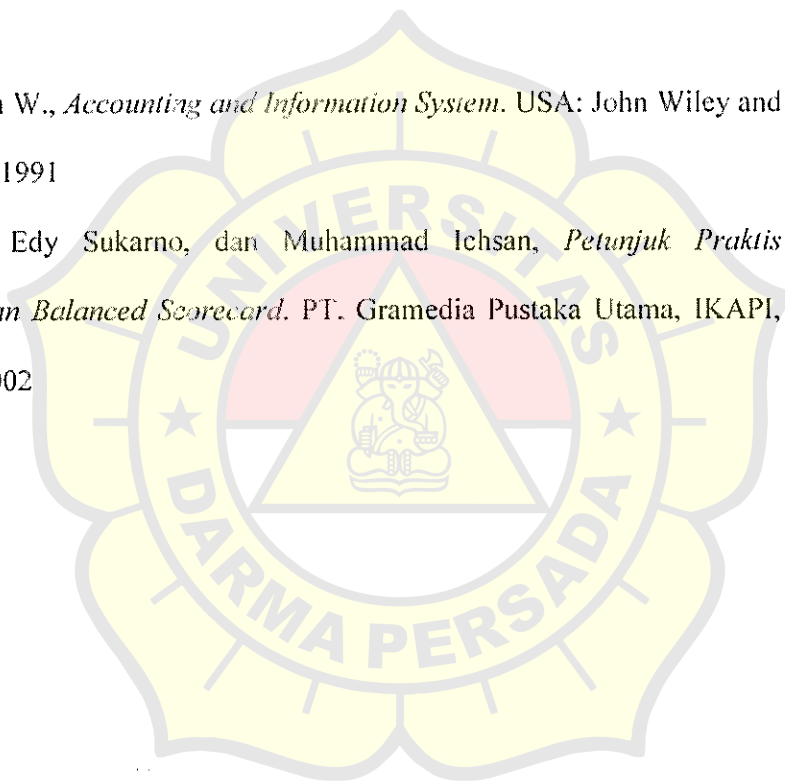 W., Accounting and Information System. USA: John Wiley and
1991
Edy Sukarno, dan Muhammad Ichsan, Petunjuk Praktis
Balanced Scorecard. PT. Gramedia Pustaka Utama, IKAPI,
UNIVERSITAS
DARMA PERSADA